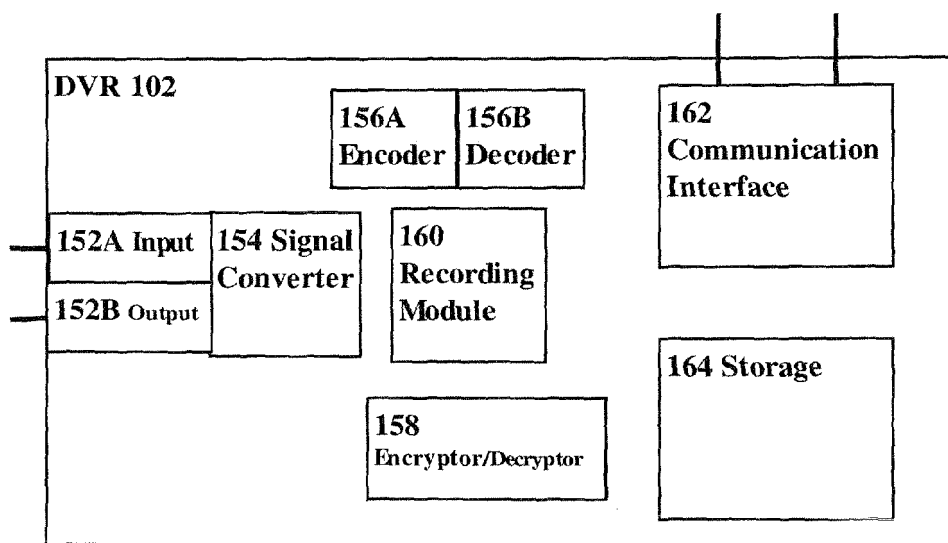 DVR 102
156A
Encoder
156B
Decoder
162
Communication
Interface
152A Input
154 Signal
Converter
152B Output
160
Recording
Module
164 Storage
158
Encryptor/Decryptor